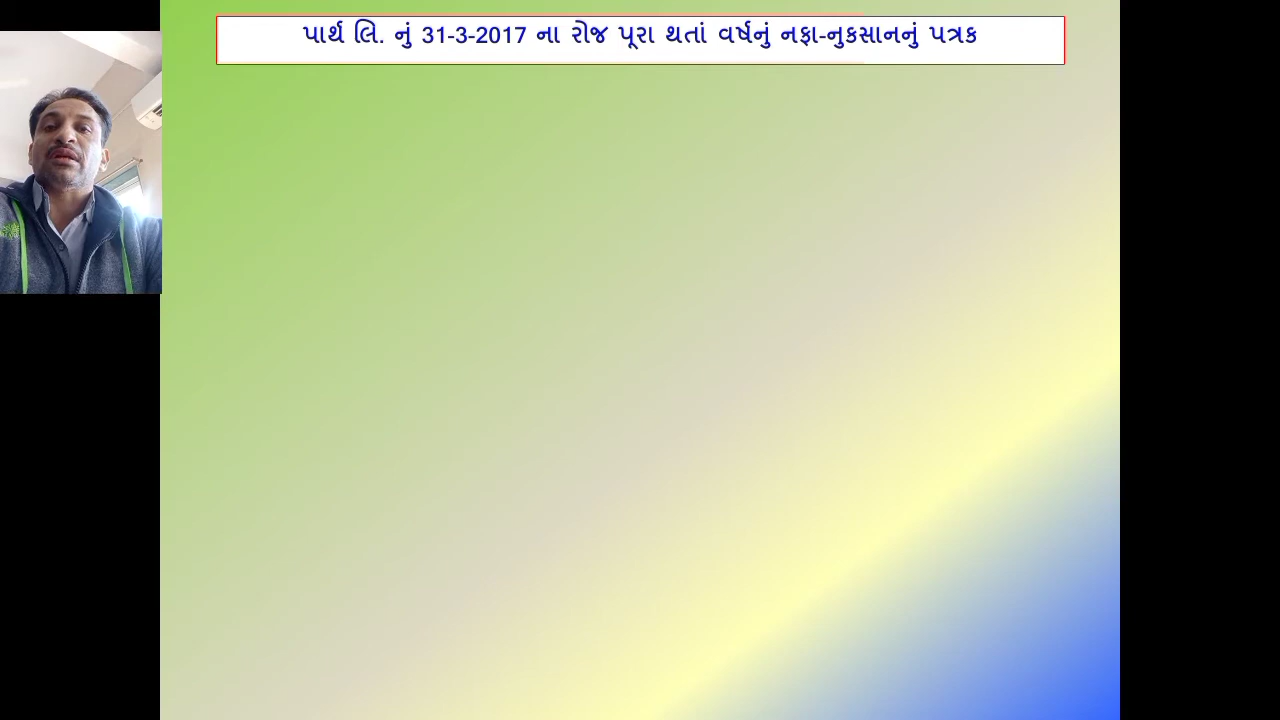 પાર્થ લિ. નું 31-3-2017 ના રોજ પૂરા થતાં વર્ષનું નફા-નુકસાનનું પત્રક